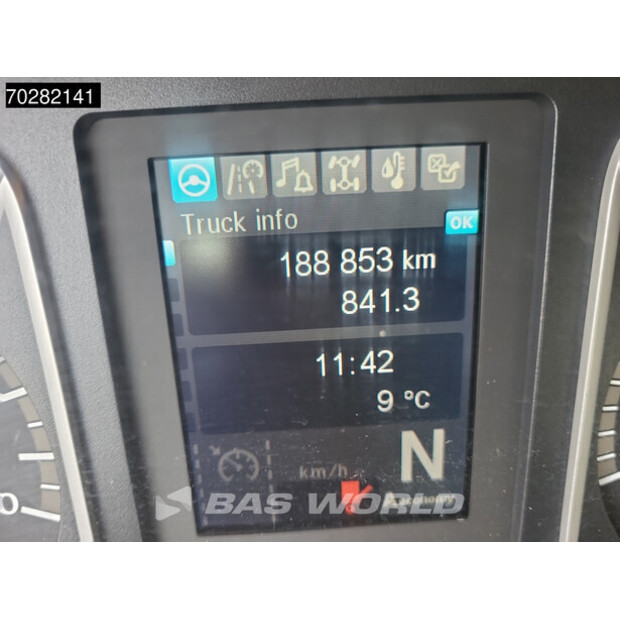 70282141
Truck info
OK
188 853 km
841.3
11:42
9 °C
N
km/h
BAS WORLD